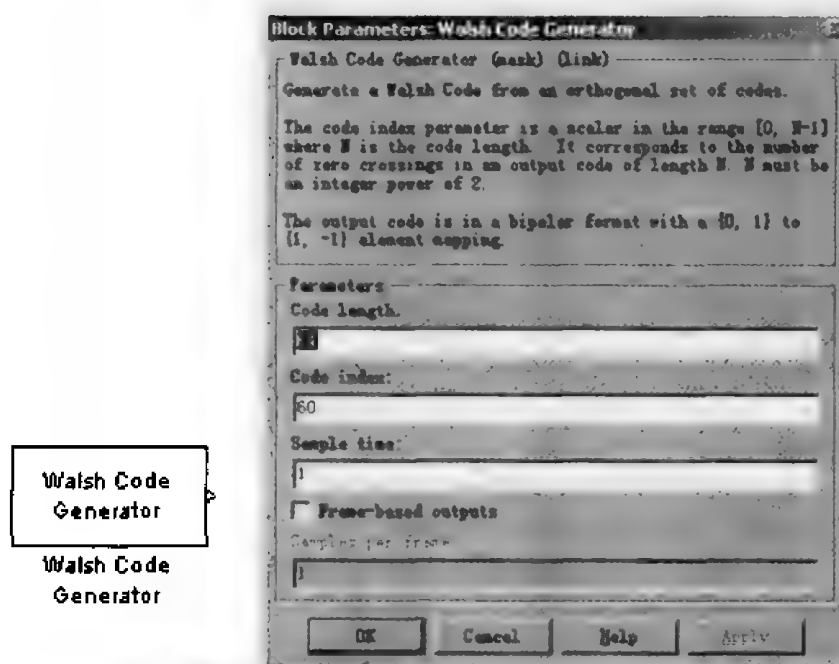 Block Parameters: Walsh Code Generator
Walsh Code Generator (mask) (link)
Generate a Walsh Code from an orthogonal set of codes.
The code index parameter is a scaler in the range [0, N-1]
where N is the code length. It corresponds to the number
of zero crossings in an output code of length N. N must be
an integer power of 2.
The output code is in a bipolar format with a {0, 1} to
{1, -1} element mapping.
Parameters
Code length:
Code index:
60
Sample time:
1
Frame-based outputs
Samples per frame
1
OK
Cancel
Help
Apply
Walsh Code
Generator
Walsh Code
Generator